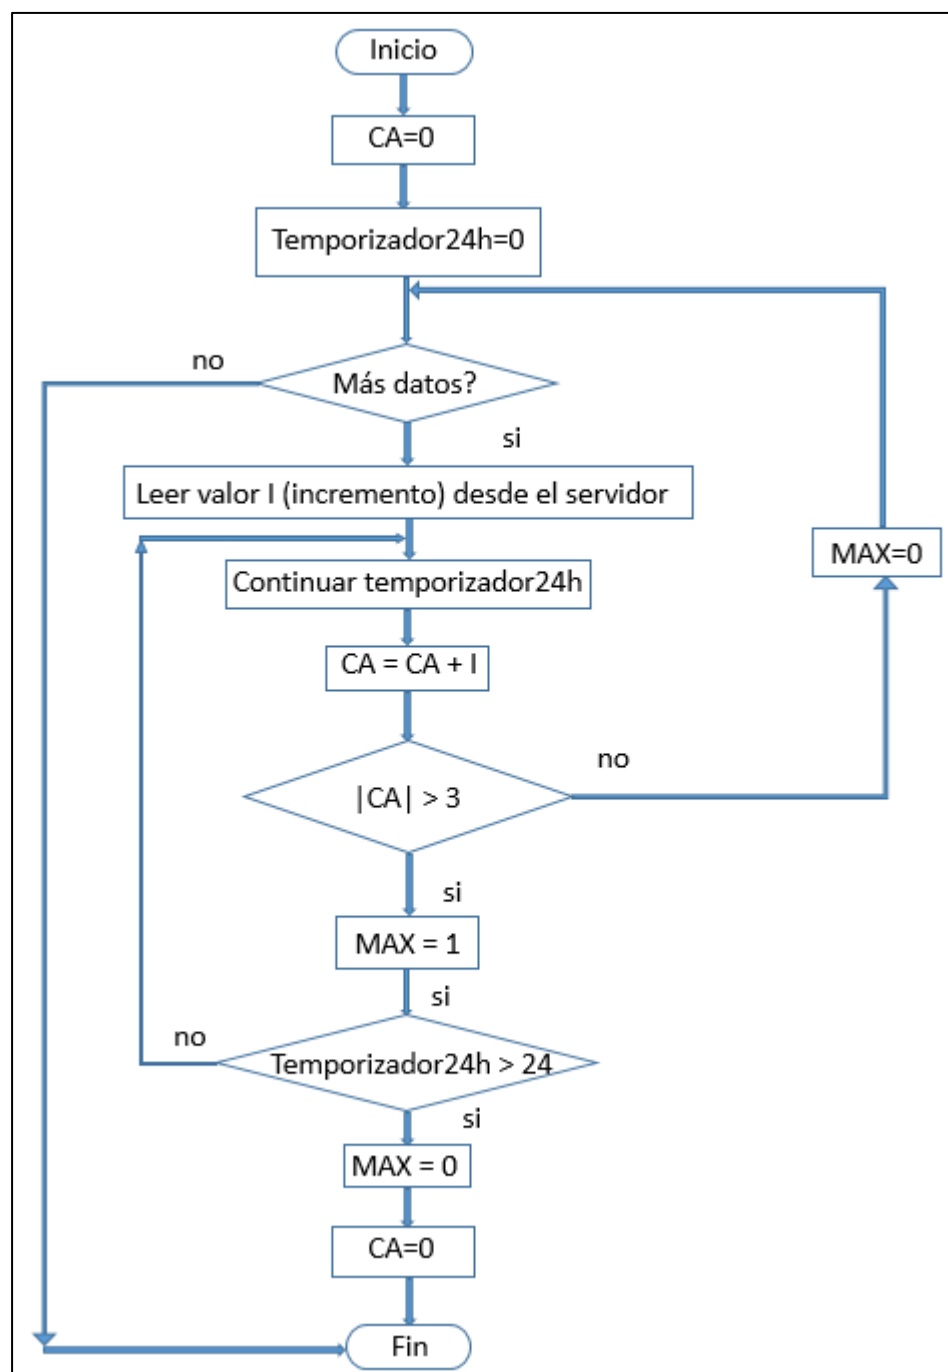 Inicio
CA=0
Temporizador24h=0
no
Más datos?
si
Leer valor I (incremento) desde el servidor
MAX=0
Continuar temporizador24h
CA = CA + I
no
|CA| > 3
si
MAX = 1
si
no
Temporizador24h > 24
si
MAX = 0
CA=0
Fin